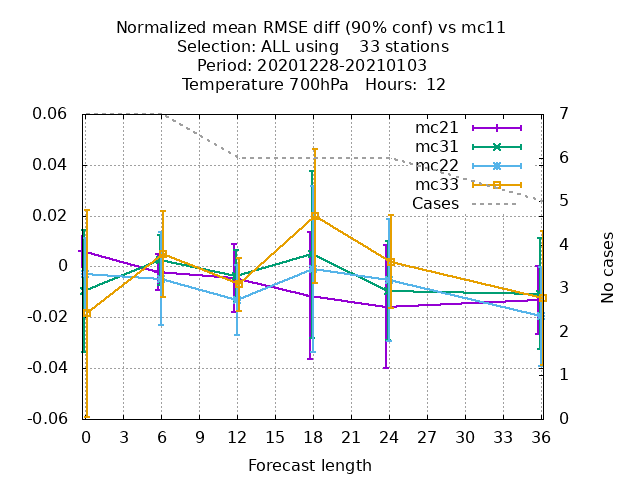 Normalized mean RMSE diff (90% conf) vs mc11
Selection: ALL using    33 stations
Period: 20201228-20210103
Temperature 700hPa   Hours:  12
0.06
0.04
0.02
0
-0.02
-0.04
-0.06
7
6
5
4
3
2
1
0
mc21
mc31
mc22
mc33
Cases
No cases
0 3 6 9 12 15 18 21 24 27 30 33 36
Forecast length